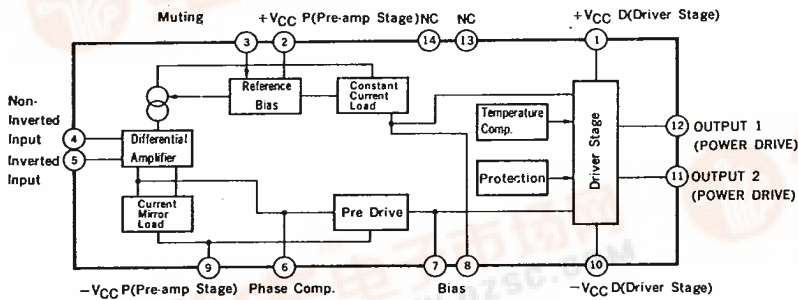 Muting
+VCC P(Pre-amp Stage)
NC
NC
+VCC D(Driver Stage)
3
2
14
13
1
Reference
Bias
Constant
Current
Load
Non-
Inverted
Input
4
Inverted
Input
5
Differential
Amplifier
Temperature
Comp.
Driver Stage
12
OUTPUT 1
(POWER DRIVE)
Protection
11
OUTPUT 2
(POWER DRIVE)
Current
Mirror
Load
Pre Drive
9
6
7
8
10
−VCC P(Pre-amp Stage)
Phase Comp.
Bias
−VCC D(Driver Stage)